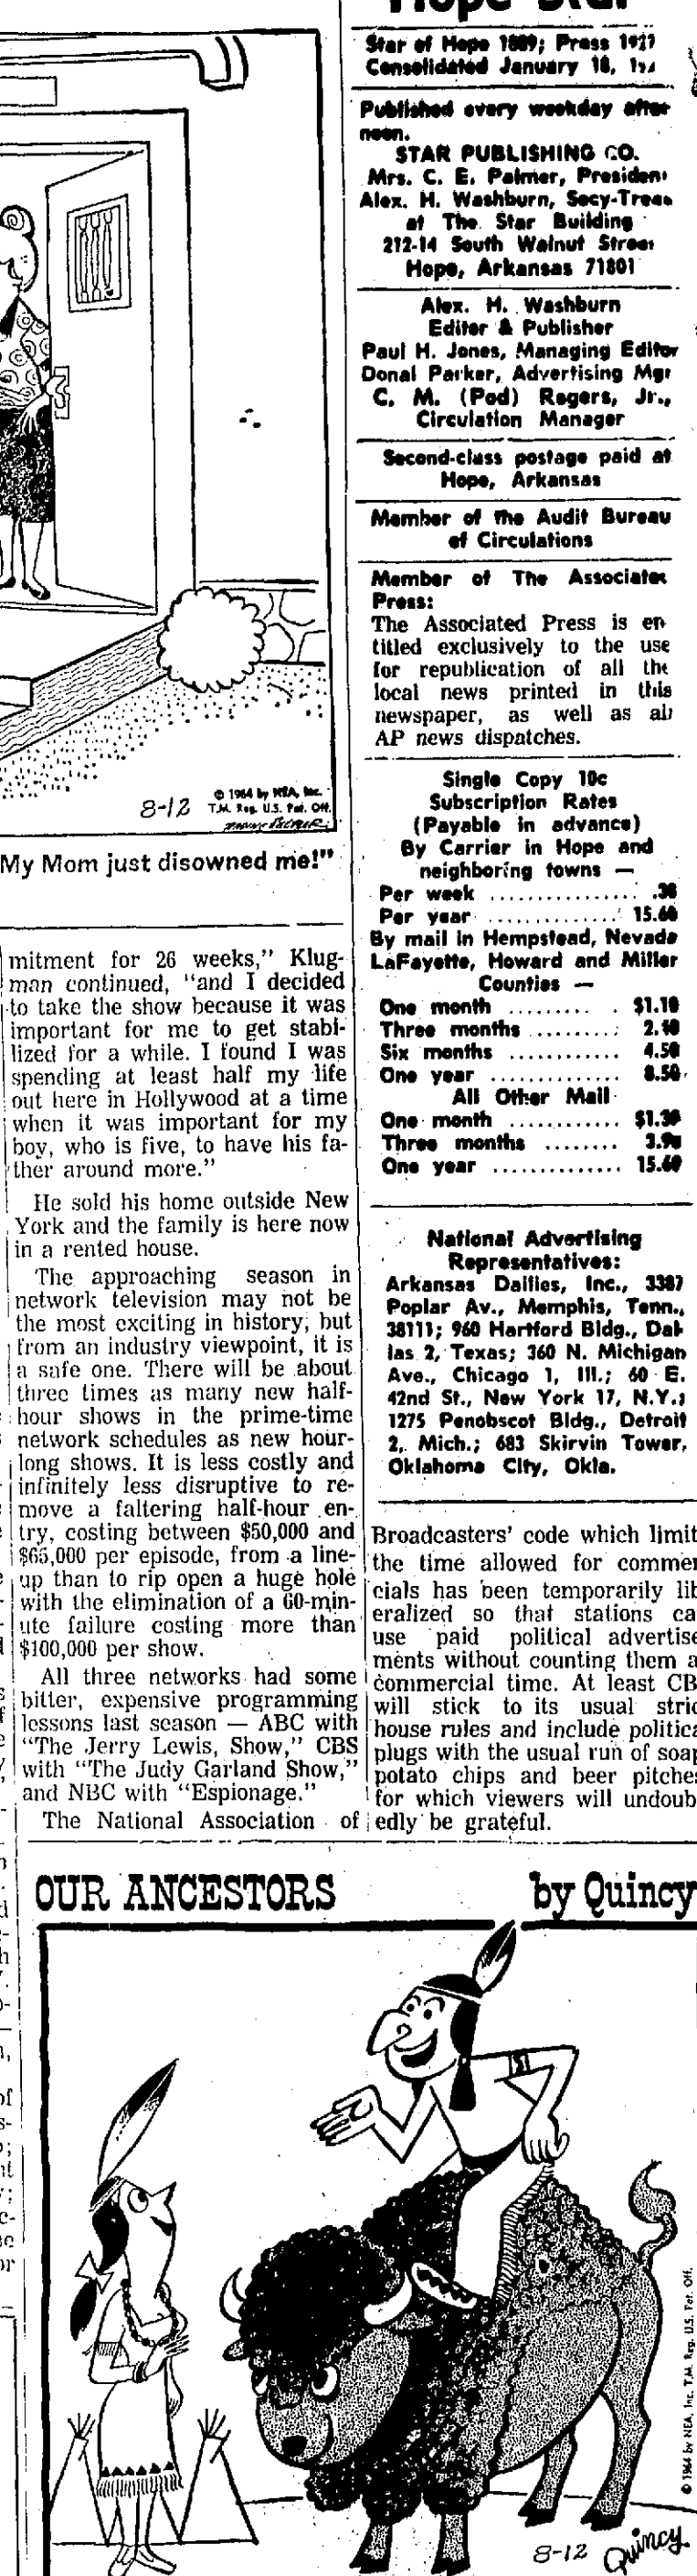 Hope Star
Star of Hope 1889; Press 1927
Consolidated January 18,
Published every weekday after
noon.
STAR PUBLISHING CO.
Mrs. C. E. Palmer, President
Alex. H. Washburn, Secy-Treas
at The Star Building
212-14 South Walnut Street
Hope, Arkansas 71801
Alex. H. Washburn
Editor & Publisher
Paul H. Jones, Managing Editor
Donal Parker, Advertising Mgr
C. M. (Pod) Rogers, Jr.,
Circulation Manager
Second-class postage paid at
Hope, Arkansas
Member of the Audit Bureau
of Circulations
Member of The Associated
Press:
The Associated Press is en
titled exclusively to the use
for republication of all the
local news printed in this
newspaper, as well as all
AP news dispatches.
Single Copy 10c
Subscription Rates
(Payable in advance)
By Carrier in Hope and
neighboring towns —
Per week ................ .30
Per year ............. 15.60
By mail in Hempstead, Nevada
LaFayette, Howard and Miller
Counties —
One month ......... . $1.10
Three months ......... 2.40
Six months ............ 4.50
One year ............. 8.50
All Other Mail
One month ............ $1.30
Three months ........ 3.90
One year .............. 15.60
National Advertising
Representatives:
Arkansas Dailies, Inc., 3387
Poplar Av., Memphis, Tenn.,
38111; 960 Hartford Bldg., Dal
las 2, Texas; 360 N. Michigan
Ave., Chicago 1, Ill.; 60 E.
42nd St., New York 17, N.Y.;
1275 Penobscot Bldg., Detroit
2, Mich.; 683 Skirvin Tower,
Oklahoma City, Okla.
8-12
© 1964 by NEA, Inc.
T.M. Reg. U.S. Pat. Off.
My Mom just disowned me!"
mitment for 26 weeks," Klug-
man continued, "and I decided
to take the show because it was
important for me to get stabi-
lized for a while. I found I was
spending at least half my life
out here in Hollywood at a time
when it was important for my
boy, who is five, to have his fa-
ther around more."
He sold his home outside New
York and the family is here now
in a rented house.
The approaching season in
network television may not be
the most exciting in history, but
from an industry viewpoint, it is
a safe one. There will be about
three times as many new half-
hour shows in the prime-time
network schedules as new hour-
long shows. It is less costly and
infinitely less disruptive to re-
move a faltering half-hour en-
try, costing between $50,000 and
$65,000 per episode, from a line-
up than to rip open a huge hole
with the elimination of a 60-min-
ute failure costing more than
$100,000 per show.
All three networks had some
bitter, expensive programming
lessons last season — ABC with
"The Jerry Lewis, Show," CBS
with "The Judy Garland Show,"
and NBC with "Espionage."
The National Association of
Broadcasters' code which limit
the time allowed for commer
cials has been temporarily lib
eralized so that stations ca
use paid political advertise
ments without counting them a
commercial time. At least CB
will stick to its usual stric
house rules and include politica
plugs with the usual run of soap
potato chips and beer pitches
for which viewers will undoub
edly be grateful.
OUR ANCESTORS by Quincy
© 1964 by NEA, Inc. T.M. Reg. U.S. Pat. Off.
8-12 Quincy